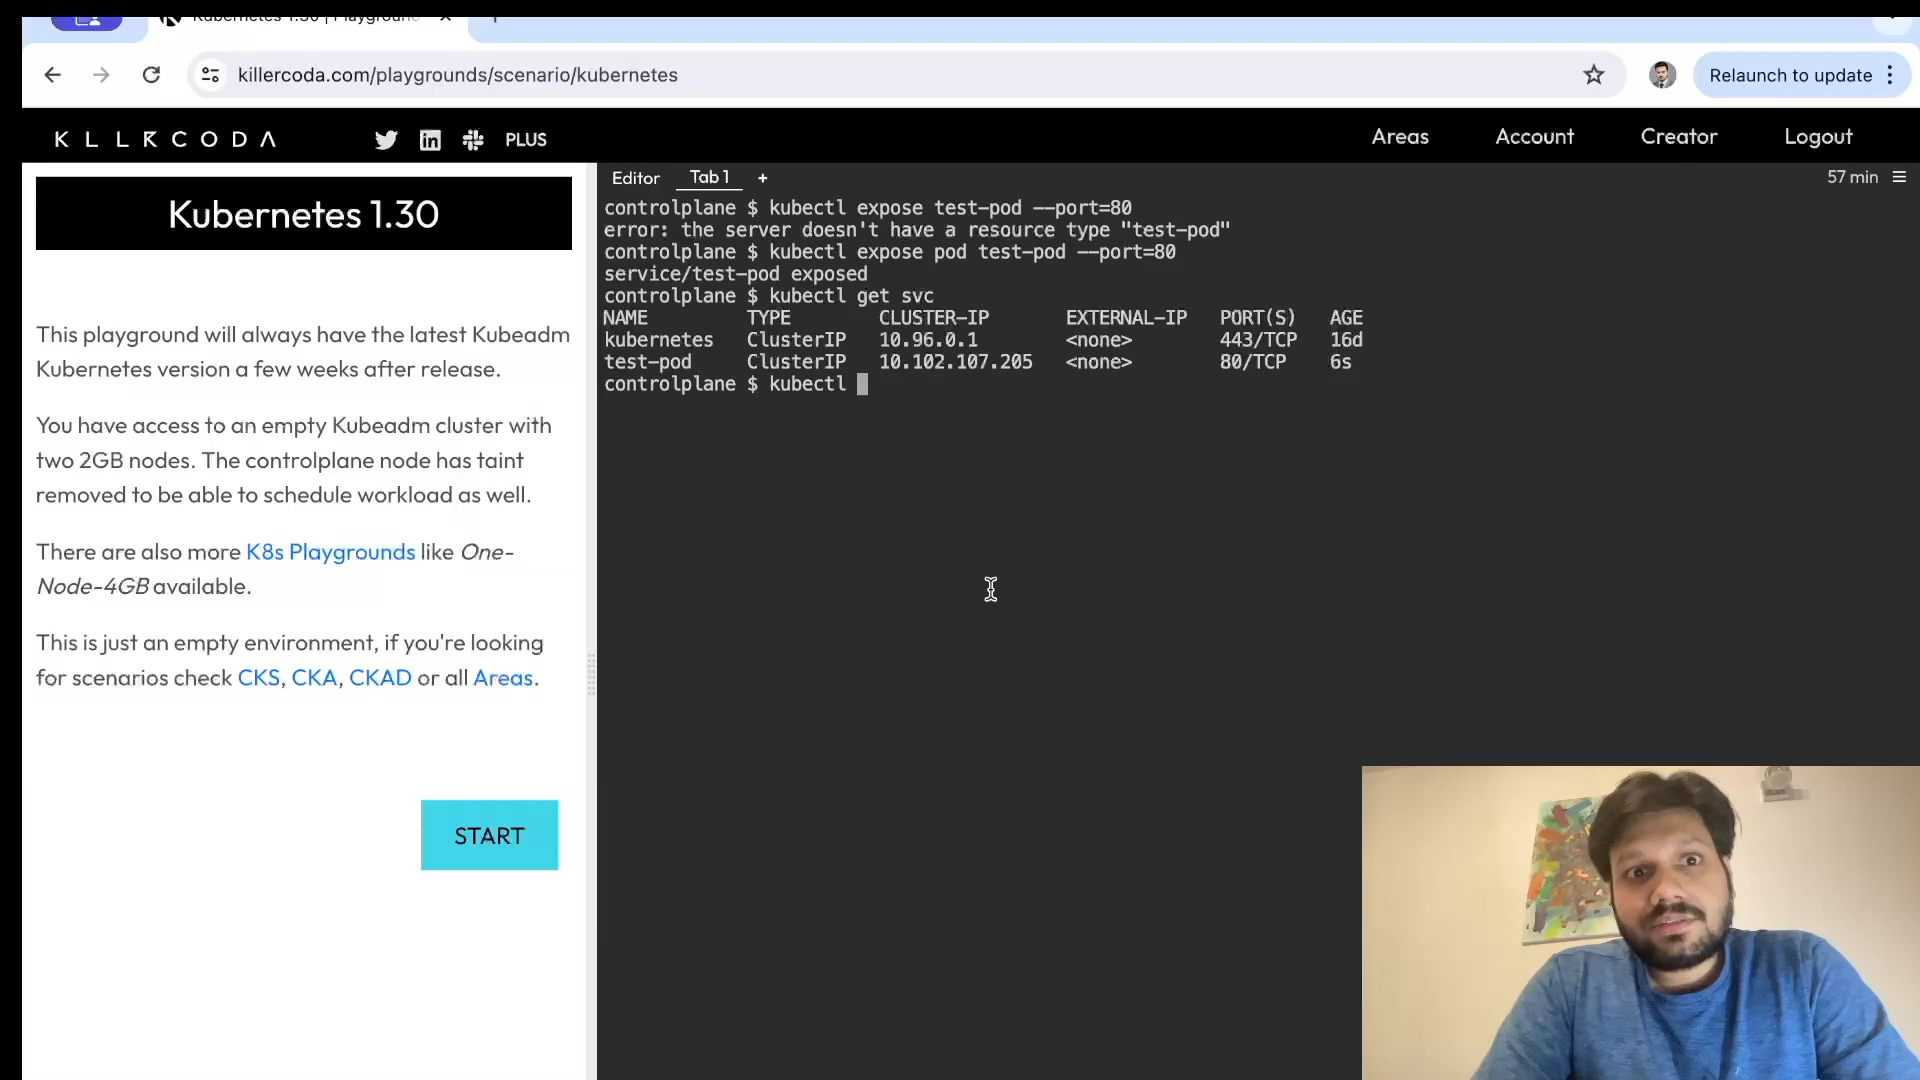 Kubernetes 1.30 | Playground
killercoda.com/playgrounds/scenario/kubernetes
Relaunch to update
KLLRCODA
PLUS
Areas
Account
Creator
Logout
Kubernetes 1.30
This playground will always have the latest Kubeadm
Kubernetes version a few weeks after release.
You have access to an empty Kubeadm cluster with
two 2GB nodes. The controlplane node has taint
removed to be able to schedule workload as well.
There are also more K8s Playgrounds like One-
Node-4GB available.
This is just an empty environment, if you're looking
for scenarios check CKS, CKA, CKAD or all Areas.
START
Editor
Tab 1
+
57 min
controlplane $ kubectl expose test-pod --port=80
error: the server doesn't have a resource type "test-pod"
controlplane $ kubectl expose pod test-pod --port=80
service/test-pod exposed
controlplane $ kubectl get svc
NAME TYPE CLUSTER-IP EXTERNAL-IP PORT(S) AGE
kubernetes ClusterIP 10.96.0.1 <none> 443/TCP 16d
test-pod ClusterIP 10.102.107.205 <none> 80/TCP 6s
controlplane $ kubectl